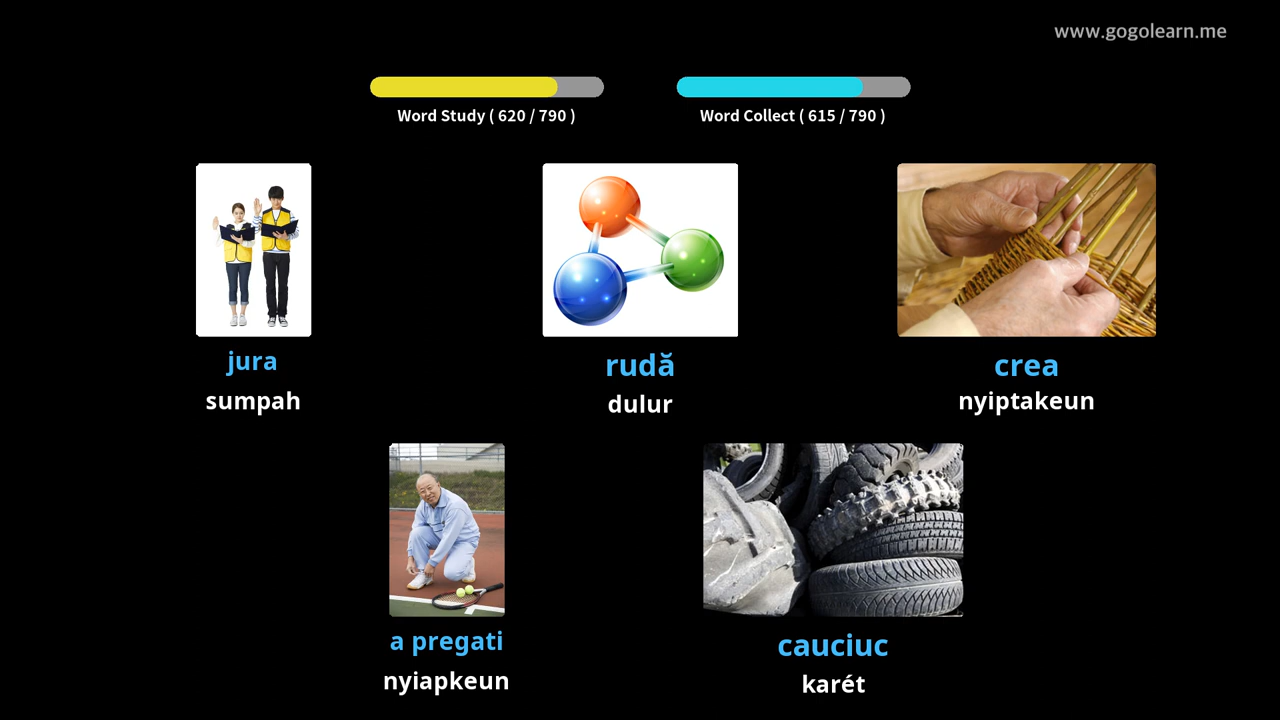 www.gogolearn.me
Word Study ( 620 / 790 )
Word Collect ( 615 / 790 )
jura
sumpah
rudă
dulur
crea
nyiptakeun
a pregati
nyiapkeun
cauciuc
karét